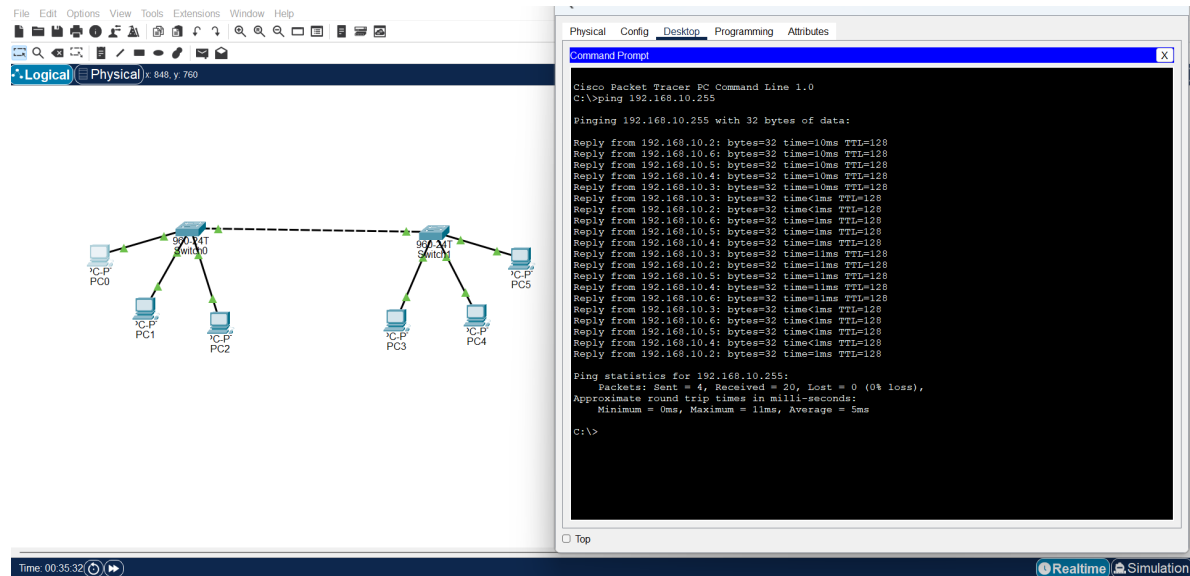 File Edit Options View Tools Extensions Window Help
Logical Physical x: 848, y: 760
960-24T
Switch0
PC0
PC1
PC2
960-24T
Switch1
PC5
PC3
PC4
Physical Config Desktop Programming Attributes
Command Prompt X
Cisco Packet Tracer PC Command Line 1.0
C:\>ping 192.168.10.255
Pinging 192.168.10.255 with 32 bytes of data:
Reply from 192.168.10.2: bytes=32 time=10ms TTL=128
Reply from 192.168.10.6: bytes=32 time=10ms TTL=128
Reply from 192.168.10.5: bytes=32 time=10ms TTL=128
Reply from 192.168.10.4: bytes=32 time=10ms TTL=128
Reply from 192.168.10.3: bytes=32 time=10ms TTL=128
Reply from 192.168.10.3: bytes=32 time<1ms TTL=128
Reply from 192.168.10.2: bytes=32 time<1ms TTL=128
Reply from 192.168.10.6: bytes=32 time=1ms TTL=128
Reply from 192.168.10.5: bytes=32 time=1ms TTL=128
Reply from 192.168.10.4: bytes=32 time=1ms TTL=128
Reply from 192.168.10.3: bytes=32 time=11ms TTL=128
Reply from 192.168.10.2: bytes=32 time=11ms TTL=128
Reply from 192.168.10.5: bytes=32 time=11ms TTL=128
Reply from 192.168.10.4: bytes=32 time=11ms TTL=128
Reply from 192.168.10.6: bytes=32 time=11ms TTL=128
Reply from 192.168.10.3: bytes=32 time<1ms TTL=128
Reply from 192.168.10.6: bytes=32 time<1ms TTL=128
Reply from 192.168.10.5: bytes=32 time<1ms TTL=128
Reply from 192.168.10.4: bytes=32 time<1ms TTL=128
Reply from 192.168.10.2: bytes=32 time=1ms TTL=128
Ping statistics for 192.168.10.255:
Packets: Sent = 4, Received = 20, Lost = 0 (0% loss),
Approximate round trip times in milli-seconds:
Minimum = 0ms, Maximum = 11ms, Average = 5ms
C:\>
Top
Time: 00:35:32
Realtime Simulation